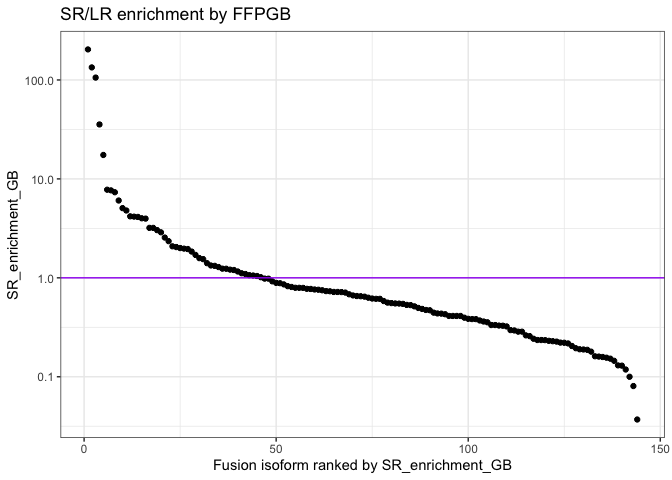 SR/LR enrichment by FFPGB
SR_enrichment_GB
100.0
10.0
1.0
0.1
0
50
100
150
Fusion isoform ranked by SR_enrichment_GB